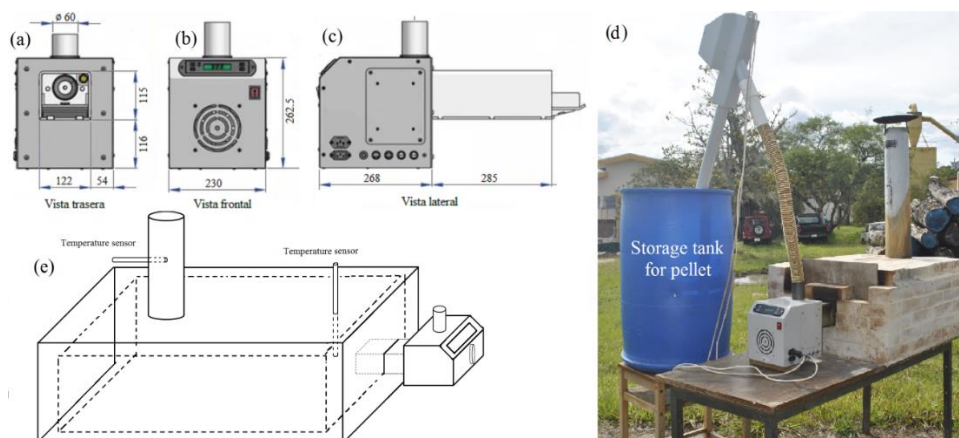 (a)
ø 60
115
116
122
54
Vista trasera
(b)
262.5
230
Vista frontal
(c)
268
285
Vista lateral
(d)
Storage tank
for pellet
(e)
Temperature sensor
Temperature sensor